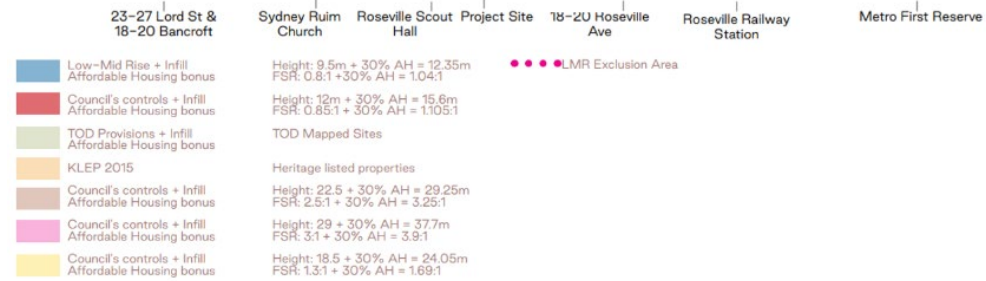 23-27 Lord St &
18-20 Bancroft
Sydney Ruim
Church
Roseville Scout
Hall
Project Site
18-20 Roseville
Ave
Roseville Railway
Station
Metro First Reserve
Low-Mid Rise + Infill
Affordable Housing bonus
Height: 9.5m + 30% AH = 12.35m
FSR: 0.8:1 +30% AH = 1.04:1
LMR Exclusion Area
Council's controls + Infill
Affordable Housing bonus
Height: 12m + 30% AH = 15.6m
FSR: 0.85:1 + 30% AH = 1.105:1
TOD Provisions + Infill
Affordable Housing bonus
TOD Mapped Sites
KLEP 2015
Heritage listed properties
Council's controls + Infill
Affordable Housing bonus
Height: 22.5 + 30% AH = 29.25m
FSR: 2.5:1 + 30% AH = 3.25:1
Council's controls + Infill
Affordable Housing bonus
Height: 29 + 30% AH = 37.7m
FSR: 3:1 + 30% AH = 3.9:1
Council's controls + Infill
Affordable Housing bonus
Height: 18.5 + 30% AH = 24.05m
FSR: 1.3:1 + 30% AH = 1.69:1